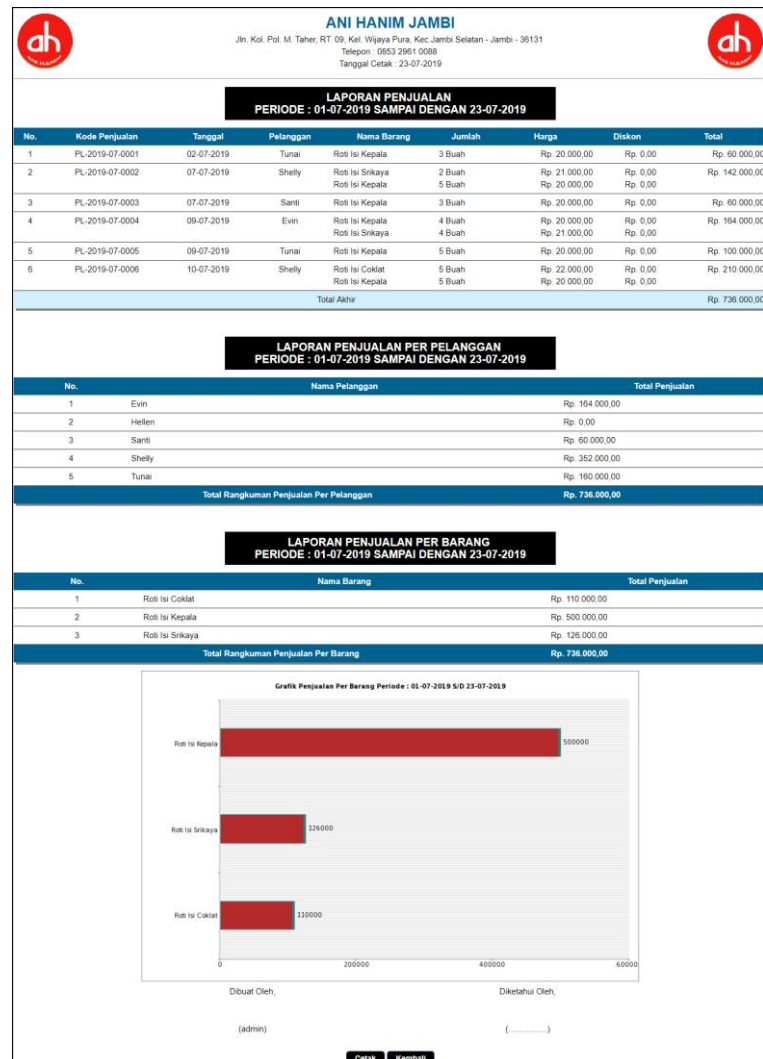 ah
ANI HANIM
ANI HANIM JAMBI
Jln. Kol. Pol. M. Taher, RT. 09, Kel. Wijaya Pura, Kec.Jambi Selatan - Jambi - 36131
Telepon : 0853 2961 0088
Tanggal Cetak : 23-07-2019
ah
ANI HANIM
LAPORAN PENJUALAN
PERIODE : 01-07-2019 SAMPAI DENGAN 23-07-2019
No. Kode Penjualan Tanggal Pelanggan Nama Barang Jumlah Harga Diskon Total
1 PL-2019-07-0001 02-07-2019 Tunai Roti Isi Kepala 3 Buah Rp. 20.000,00 Rp. 0,00 Rp. 60.000,00
2 PL-2019-07-0002 07-07-2019 Shelly Roti Isi Srikaya 2 Buah Rp. 21.000,00 Rp. 0,00 Rp. 142.000,00
Roti Isi Kepala 5 Buah Rp. 20.000,00 Rp. 0,00
3 PL-2019-07-0003 07-07-2019 Santi Roti Isi Kepala 3 Buah Rp. 20.000,00 Rp. 0,00 Rp. 60.000,00
4 PL-2019-07-0004 09-07-2019 Evin Roti Isi Kepala 4 Buah Rp. 20.000,00 Rp. 0,00 Rp. 164.000,00
Roti Isi Srikaya 4 Buah Rp. 21.000,00 Rp. 0,00
5 PL-2019-07-0005 09-07-2019 Tunai Roti Isi Kepala 5 Buah Rp. 20.000,00 Rp. 0,00 Rp. 100.000,00
6 PL-2019-07-0006 10-07-2019 Shelly Roti Isi Coklat 5 Buah Rp. 22.000,00 Rp. 0,00 Rp. 210.000,00
Roti Isi Kepala 5 Buah Rp. 20.000,00 Rp. 0,00
Total Akhir Rp. 736.000,00
LAPORAN PENJUALAN PER PELANGGAN
PERIODE : 01-07-2019 SAMPAI DENGAN 23-07-2019
No. Nama Pelanggan Total Penjualan
1 Evin Rp. 164.000,00
2 Hellen Rp. 0,00
3 Santi Rp. 60.000,00
4 Shelly Rp. 352.000,00
5 Tunai Rp. 160.000,00
Total Rangkuman Penjualan Per Pelanggan Rp. 736.000,00
LAPORAN PENJUALAN PER BARANG
PERIODE : 01-07-2019 SAMPAI DENGAN 23-07-2019
No. Nama Barang Total Penjualan
1 Roti Isi Coklat Rp. 110.000,00
2 Roti Isi Kepala Rp. 500.000,00
3 Roti Isi Srikaya Rp. 126.000,00
Total Rangkuman Penjualan Per Barang Rp. 736.000,00
Grafik Penjualan Per Barang Periode : 01-07-2019 S/D 23-07-2019
Roti Isi Kepala 500000
Roti Isi Srikaya 126000
Roti Isi Coklat 110000
0 200000 400000 60000
Dibuat Oleh, Diketahui Oleh,
(admin) (...............)
Cetak Kembali